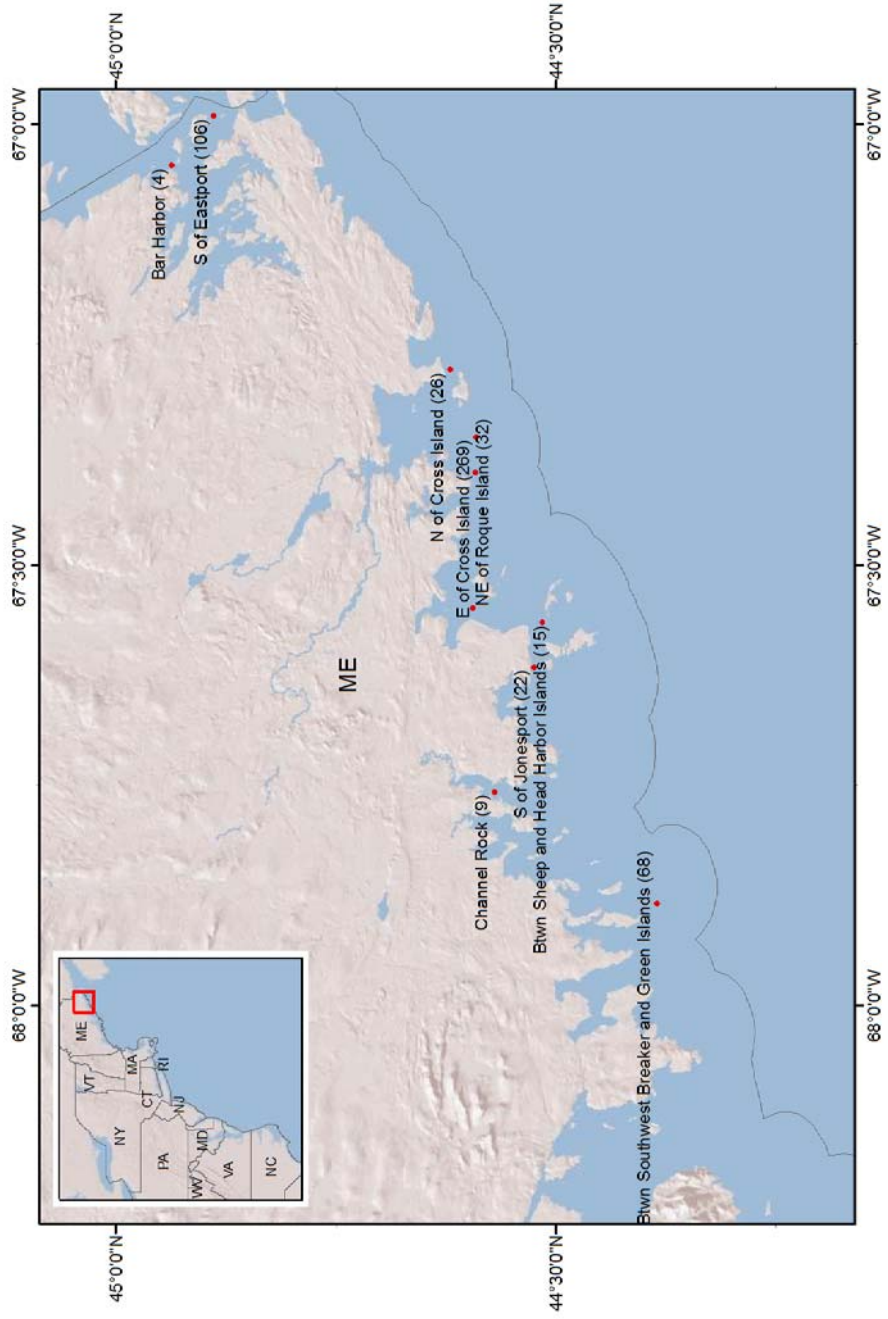 67°0'0"W
67°30'0"W
68°0'0"W
45°0'0"N
44°30'0"N
45°0'0"N
44°30'0"N
ME
VT
NY
MA
CT
RI
PA
NJ
MD
WV
VA
NC
ME
Bar Harbor (4)
S of Eastport (106)
N of Cross Island (26)
E of Cross Island (269)
NE of Roque Island (32)
Channel Rock (9)
S of Jonesport (22)
Btwn Sheep and Head Harbor Islands (15)
Btwn Southwest Breaker and Green Islands (68)
68°0'0"W
67°30'0"W
67°0'0"W